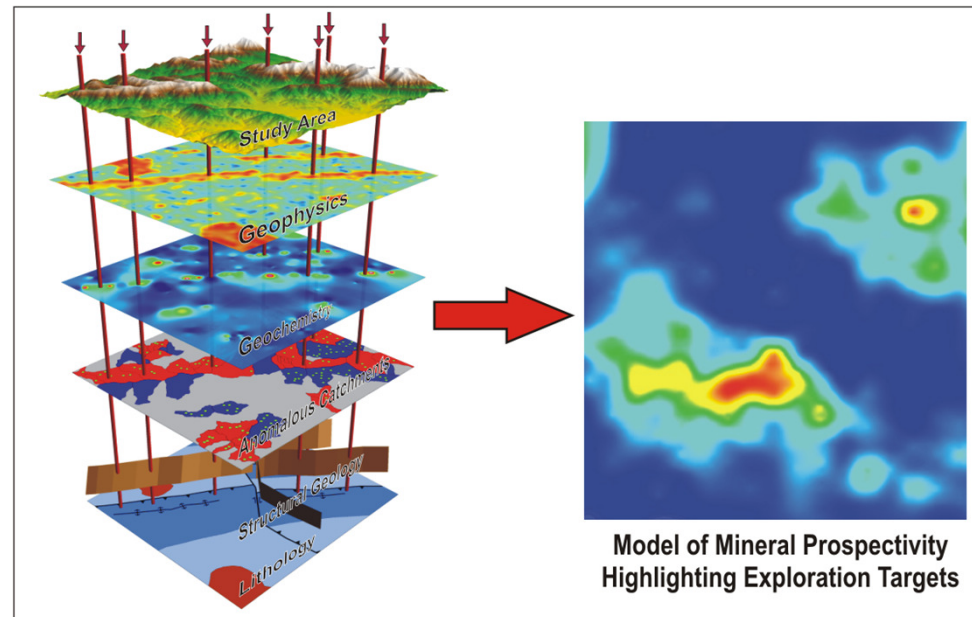 Study Area
Geophysics
Geochemistry
Anomalous Catchments
Structural Geology
Lithology
Model of Mineral Prospectivity
Highlighting Exploration Targets